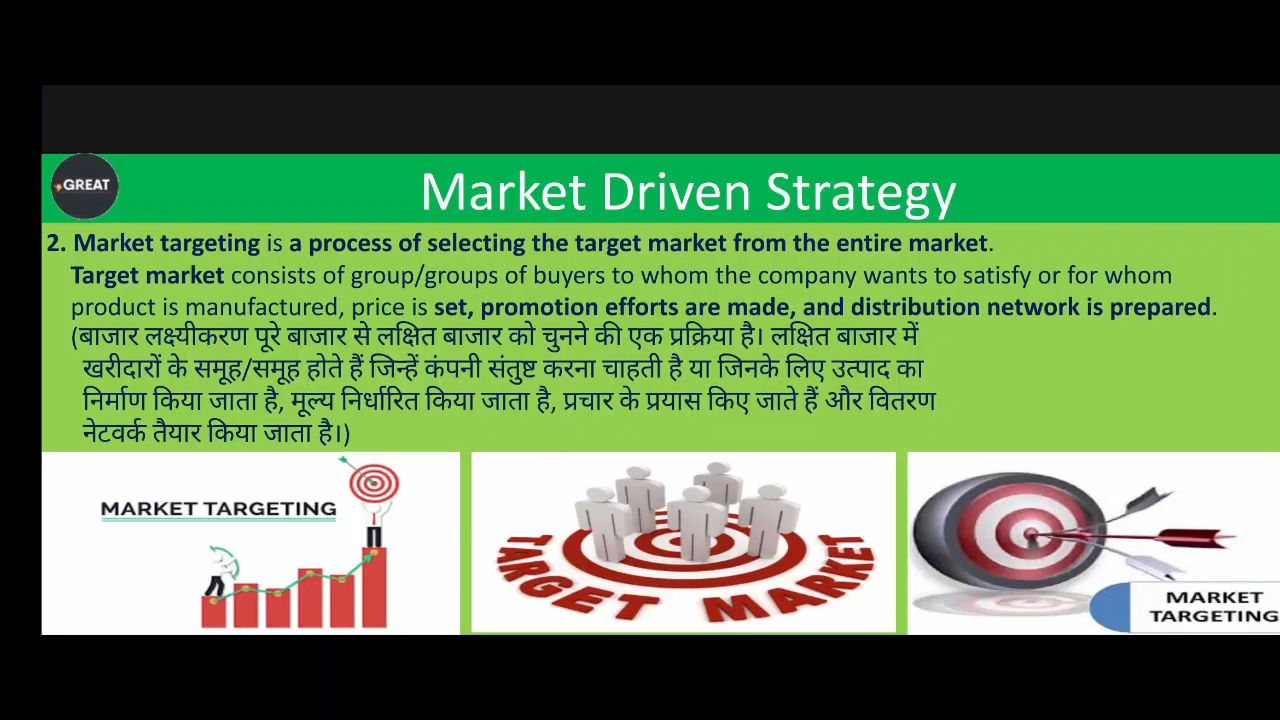 GREAT
Market Driven Strategy
2. Market targeting is a process of selecting the target market from the entire market.
Target market consists of group/groups of buyers to whom the company wants to satisfy or for whom
product is manufactured, price is set, promotion efforts are made, and distribution network is prepared.
(बाजार लक्ष्यीकरण पूरे बाजार से लक्षित बाजार को चुनने की एक प्रक्रिया है। लक्षित बाजार में
खरीदारों के समूह/समूह होते हैं जिन्हें कंपनी संतुष्ट करना चाहती है या जिनके लिए उत्पाद का
निर्माण किया जाता है, मूल्य निर्धारित किया जाता है, प्रचार के प्रयास किए जाते हैं और वितरण
नेटवर्क तैयार किया जाता है।)
MARKET TARGETING
TARGET MARKET
MARKET
TARGETING